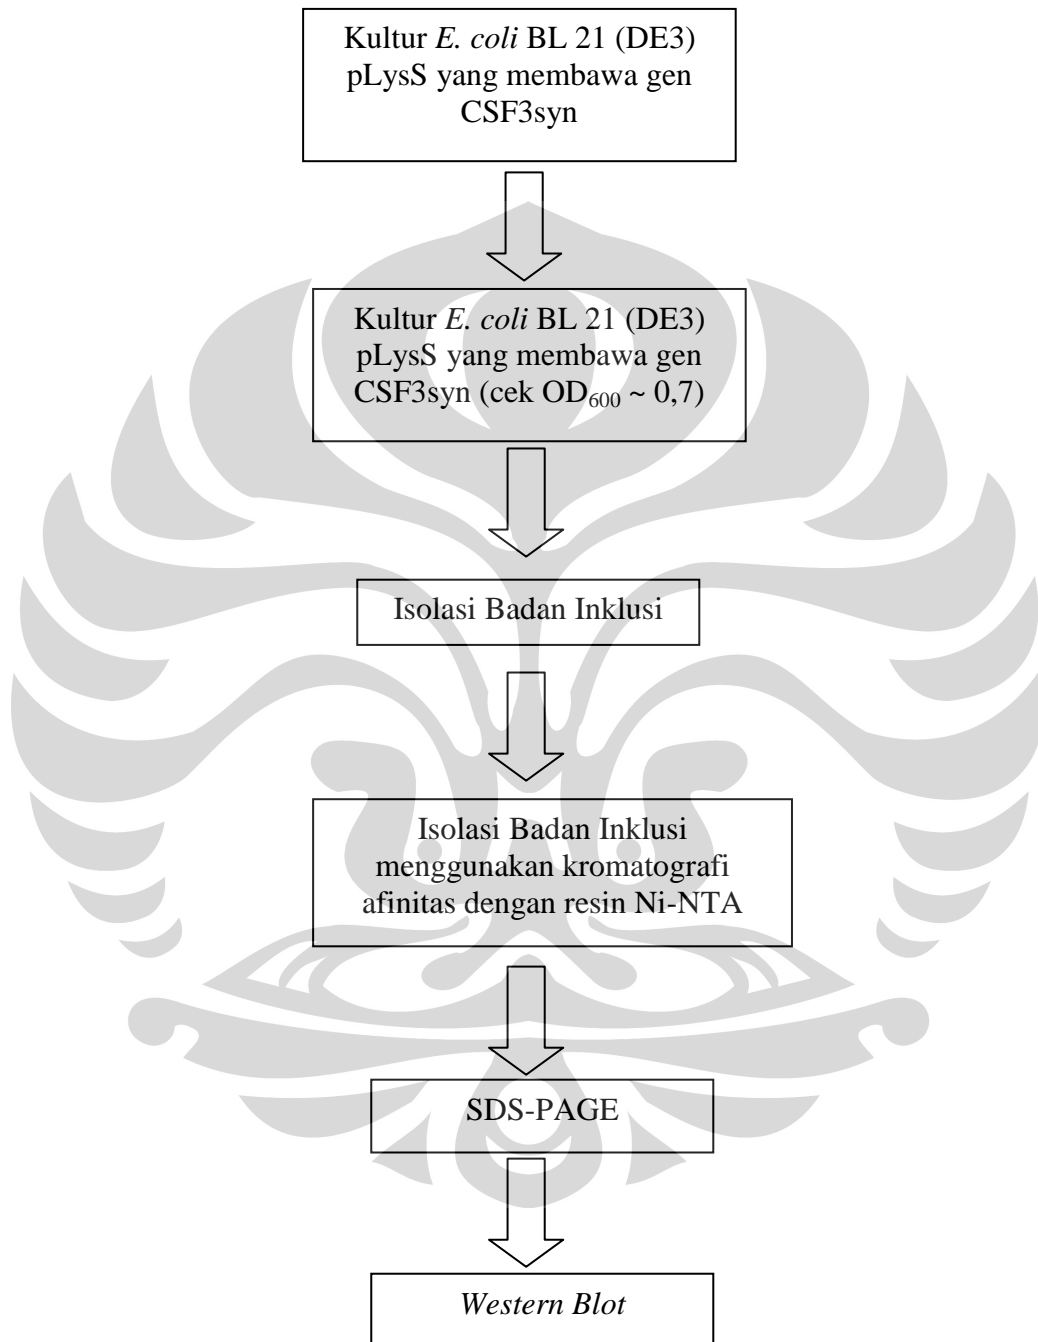 Kultur E. coli BL 21 (DE3)
pLysS yang membawa gen
CSF3syn
Kultur E. coli BL 21 (DE3)
pLysS yang membawa gen
CSF3syn (cek OD₆₀₀ ~ 0,7)
Isolasi Badan Inklusi
Isolasi Badan Inklusi
menggunakan kromatografi
afinitas dengan resin Ni-NTA
SDS-PAGE
Western Blot